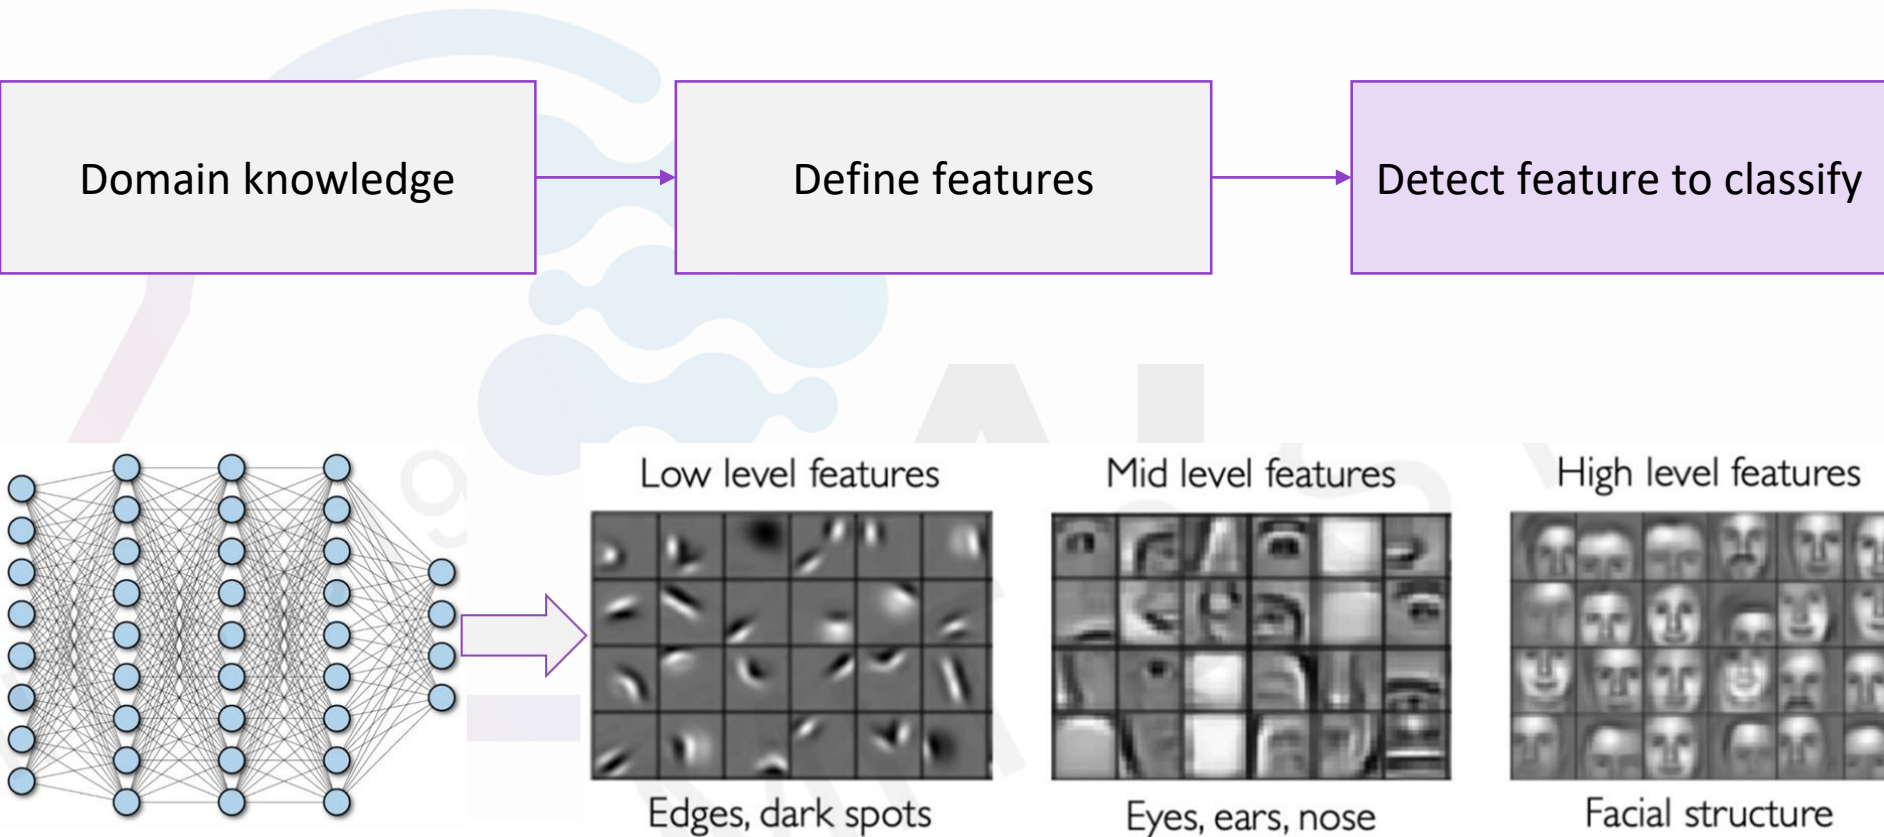 Domain knowledge
Define features
Detect feature to classify
AI
Low level features
Mid level features
High level features
Edges, dark spots
Eyes, ears, nose
Facial structure